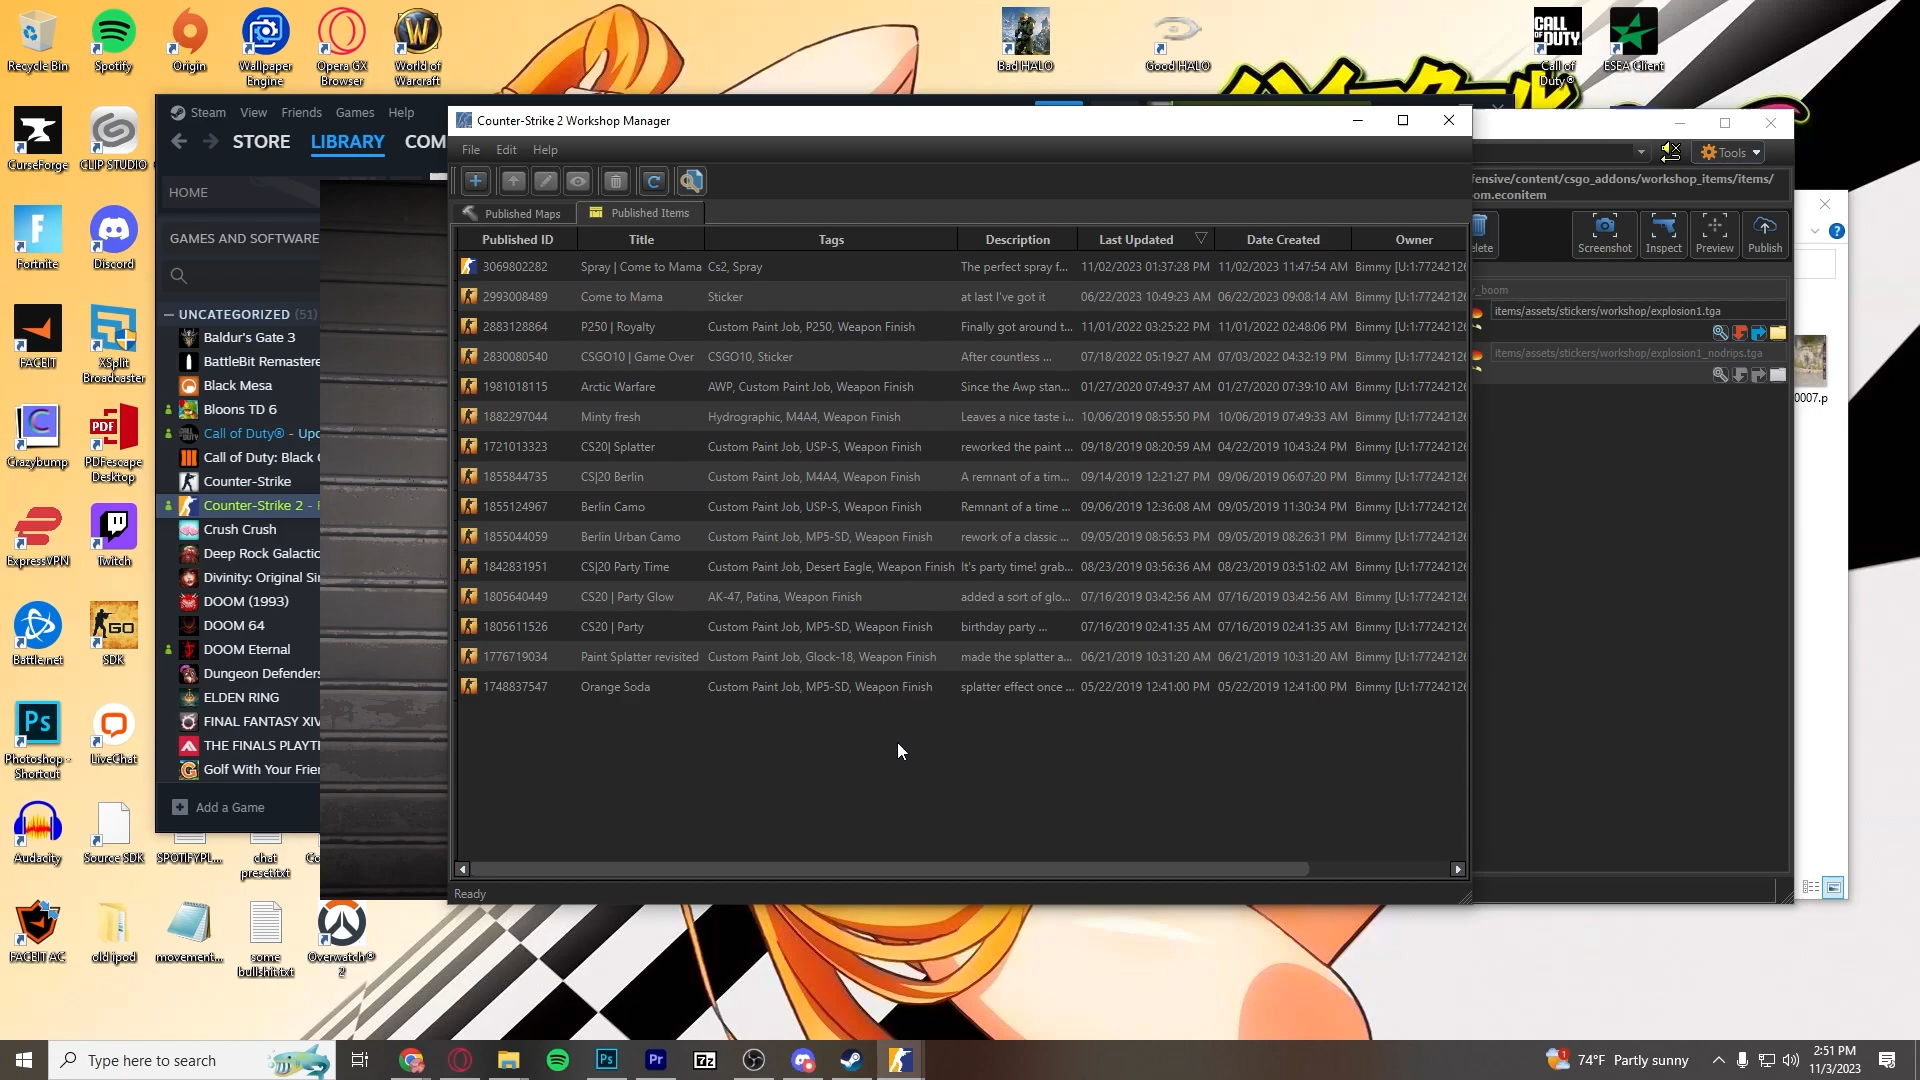 Recycle Bin
Spotify
Origin
Wallpaper Engine
Opera GX Browser
World of Warcraft
Bad HALO
Good HALO
CALL OF DUTY
Call of Duty®
ESEA Client
CurseForge
CLIP STUDIO
Fortnite
Discord
FACEIT
XSplit Broadcaster
Crazybump
PDF
PDFescape Desktop
ExpressVPN
Twitch
Battle.net
GO
SDK
Ps
Photoshop - Shortcut
LiveChat
Audacity
Source SDK
SPOTIFYPL...
chat preset.txt
FACEIT AC
old ipod
movement...
some bullshit.txt
Overwatch® 2
Steam View Friends Games Help
STORE LIBRARY COM
HOME
GAMES AND SOFTWARE
UNCATEGORIZED (51)
Baldur's Gate 3
BattleBit Remastere
Black Mesa
Bloons TD 6
Call of Duty® - Upd
Call of Duty: Black
Counter-Strike
Counter-Strike 2 -
Crush Crush
Deep Rock Galactic
Divinity: Original Si
DOOM (1993)
DOOM 64
DOOM Eternal
Dungeon Defenders
ELDEN RING
FINAL FANTASY XIV
THE FINALS PLAYTE
Golf With Your Frien
Add a Game
Counter-Strike 2 Workshop Manager
File Edit Help
Published Maps Published Items
Published ID Title Tags Description Last Updated Date Created Owner
3069802282 Spray | Come to Mama Cs2, Spray The perfect spray f... 11/02/2023 01:37:28 PM 11/02/2023 11:47:54 AM Bimmy [U:1:77242126
2993008489 Come to Mama Sticker at last I've got it 06/22/2023 10:49:23 AM 06/22/2023 09:08:14 AM Bimmy [U:1:77242126
2883128864 P250 | Royalty Custom Paint Job, P250, Weapon Finish Finally got around t... 11/01/2022 03:25:22 PM 11/01/2022 02:48:06 PM Bimmy [U:1:77242126
2830080540 CSGO10 | Game Over CSGO10, Sticker After countless ... 07/18/2022 05:19:27 AM 07/03/2022 04:32:19 PM Bimmy [U:1:77242126
1981018115 Arctic Warfare AWP, Custom Paint Job, Weapon Finish Since the Awp stan... 01/27/2020 07:49:37 AM 01/27/2020 07:39:10 AM Bimmy [U:1:77242126
1882297044 Minty fresh Hydrographic, M4A4, Weapon Finish Leaves a nice taste i... 10/06/2019 08:55:50 PM 10/06/2019 07:49:33 AM Bimmy [U:1:77242126
1721013323 CS20| Splatter Custom Paint Job, USP-S, Weapon Finish reworked the paint ... 09/18/2019 08:20:59 AM 04/22/2019 10:43:24 PM Bimmy [U:1:77242126
1855844735 CS|20 Berlin Custom Paint Job, M4A4, Weapon Finish A remnant of a tim... 09/14/2019 12:21:27 PM 09/06/2019 06:07:20 PM Bimmy [U:1:77242126
1855124967 Berlin Camo Custom Paint Job, USP-S, Weapon Finish Remnant of a time ... 09/06/2019 12:36:08 AM 09/05/2019 11:30:34 PM Bimmy [U:1:77242126
1855044059 Berlin Urban Camo Custom Paint Job, MP5-SD, Weapon Finish rework of a classic ... 09/05/2019 08:56:53 PM 09/05/2019 08:26:31 PM Bimmy [U:1:77242126
1842831951 CS|20 Party Time Custom Paint Job, Desert Eagle, Weapon Finish It's party time! grab... 08/23/2019 03:56:36 AM 08/23/2019 03:51:02 AM Bimmy [U:1:77242126
1805640449 CS20 | Party Glow AK-47, Patina, Weapon Finish added a sort of glo... 07/16/2019 03:42:56 AM 07/16/2019 03:42:56 AM Bimmy [U:1:77242126
1805611526 CS20 | Party Custom Paint Job, MP5-SD, Weapon Finish birthday party ... 07/16/2019 02:41:35 AM 07/16/2019 02:41:35 AM Bimmy [U:1:77242126
1776719034 Paint Splatter revisited Custom Paint Job, Glock-18, Weapon Finish made the splatter a... 06/21/2019 10:31:20 AM 06/21/2019 10:31:20 AM Bimmy [U:1:77242126
1748837547 Orange Soda Custom Paint Job, MP5-SD, Weapon Finish splatter effect once ... 05/22/2019 12:41:00 PM 05/22/2019 12:41:00 PM Bimmy [U:1:77242126
Ready
Tools
fensive/content/csgo_addons/workshop_items/items/
om.econitem
lete Screenshot Inspect Preview Publish
_boom
items/assets/stickers/workshop/explosion1.tga
items/assets/stickers/workshop/explosion1_nodrips.tga
0007.p
Type here to search
Ps
Pr
7z
74°F Partly sunny
2:51 PM
11/3/2023